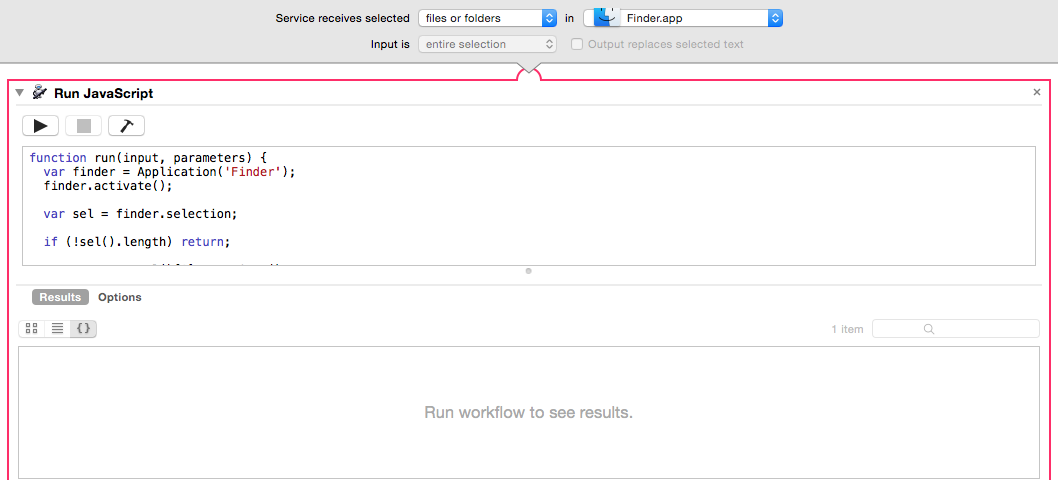 Service receives selected files or folders in Finder.app
Input is entire selection Output replaces selected text
Run JavaScript
function run(input, parameters) {
var finder = Application('Finder');
finder.activate();
var sel = finder.selection;
if (!sel().length) return;
Results Options
{} 1 item
Run workflow to see results.